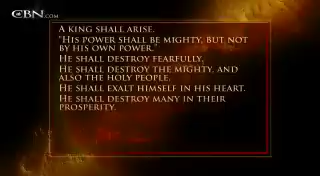 CBN.COM
A KING SHALL ARISE.
"HIS POWER SHALL BE MIGHTY, BUT NOT
BY HIS OWN POWER."
HE SHALL DESTROY FEARFULLY,
HE SHALL DESTROY THE MIGHTY, AND
ALSO THE HOLY PEOPLE.
HE SHALL EXALT HIMSELF IN HIS HEART.
HE SHALL DESTROY MANY IN THEIR
PROSPERITY.